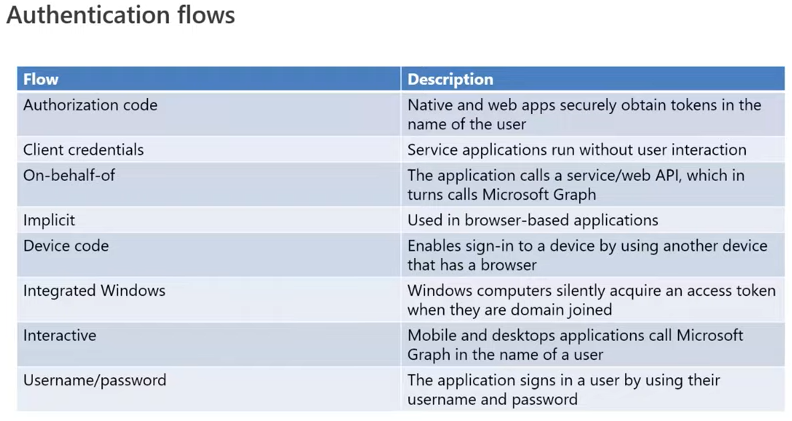 Authentication flows
Flow Description
Authorization code Native and web apps securely obtain tokens in the
name of the user
Client credentials Service applications run without user interaction
On-behalf-of The application calls a service/web API, which in
turns calls Microsoft Graph
Implicit Used in browser-based applications
Device code Enables sign-in to a device by using another device
that has a browser
Integrated Windows Windows computers silently acquire an access token
when they are domain joined
Interactive Mobile and desktops applications call Microsoft
Graph in the name of a user
Username/password The application signs in a user by using their
username and password